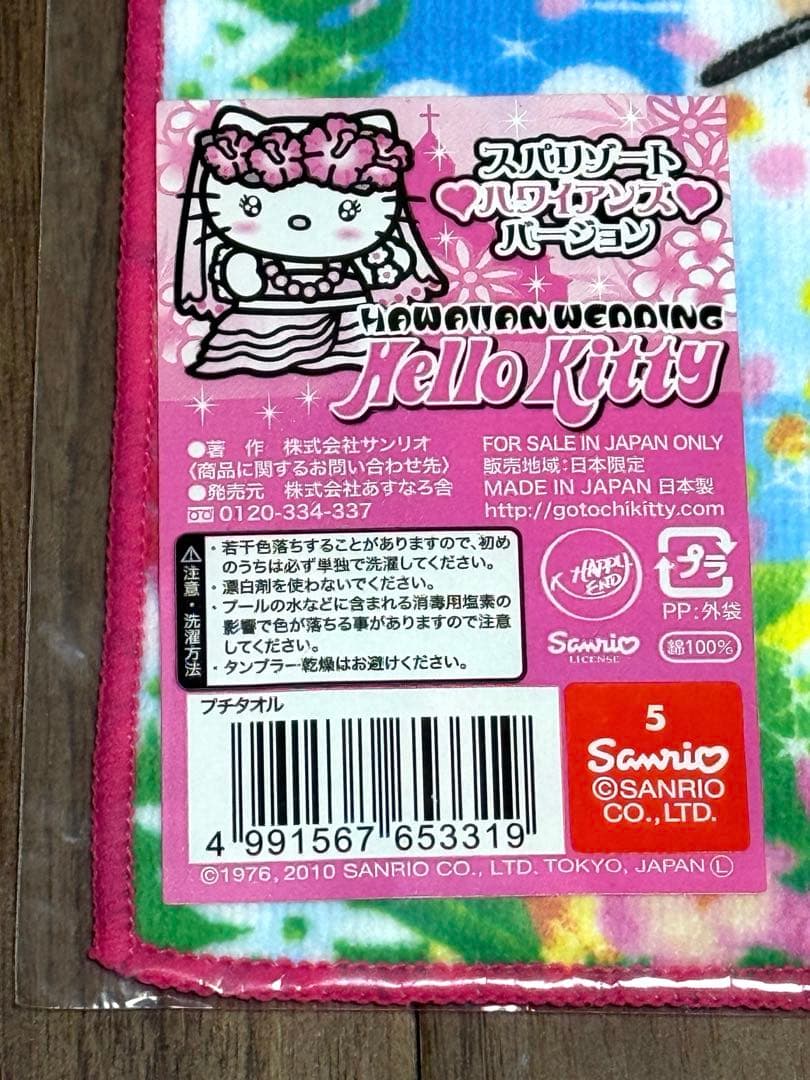 スパリゾート
ハワイアンズ
バージョン
HAWAIIAN WEDDING
Hello Kitty
●著 作 株式会社サンリオ
〈商品に関するお問い合わせ先〉
●発売元 株式会社あすなろ舎
0120-334-337
FOR SALE IN JAPAN ONLY
販売地域:日本限定
MADE IN JAPAN 日本製
http://gotochikitty.com
⚠注意・洗濯方法
・若干色落ちすることがありますので、初め
のうちは必ず単独で洗濯してください。
・漂白剤を使わないでください。
・プールの水などに含まれる消毒用塩素の
影響で色が落ちる事がありますので注意
してください。
・タンブラー乾燥はお避けください。
HAPPY
END
プラ
PP:外袋
Sanrio
LICENSE
綿100%
プチタオル
4 991567 653319
5
Sanrio
©SANRIO
CO.,LTD.
©1976, 2010 SANRIO CO., LTD. TOKYO, JAPAN Ⓛ